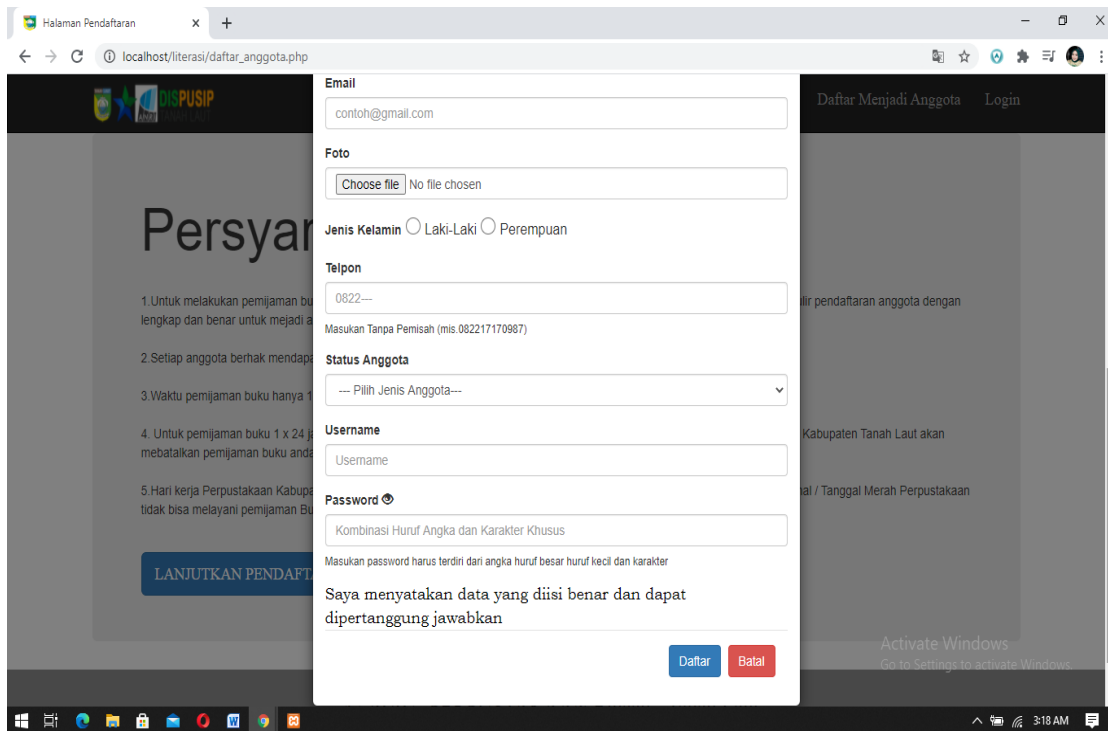 Halaman Pendaftaran
localhost/literasi/daftar_anggota.php
DISPUSIP
TANAH LAUT
Daftar Menjadi Anggota Login
Persyar
1.Untuk melakukan pemijaman bu
lengkap dan benar untuk mejadi a
2.Setiap anggota berhak mendapa
3.Waktu pemijaman buku hanya 1
4. Untuk pemijaman buku 1 x 24 ja
mebatalkan pemijaman buku anda
5.Hari kerja Perpustakaan Kabupa
tidak bisa melayani pemijaman Bu
LANJUTKAN PENDAFTA
Email
contoh@gmail.com
Foto
Choose file No file chosen
Jenis Kelamin Laki-Laki Perempuan
Telpon
0822---
Masukan Tanpa Pemisah (mis.082217170987)
Status Anggota
--- Pilih Jenis Anggota---
Username
Username
Password
Kombinasi Huruf Angka dan Karakter Khusus
Masukan password harus terdiri dari angka huruf besar huruf kecil dan karakter
Saya menyatakan data yang diisi benar dan dapat
dipertanggung jawabkan
Daftar Batal
lir pendaftaran anggota dengan
Kabupaten Tanah Laut akan
nal / Tanggal Merah Perpustakaan
Activate Windows
Go to Settings to activate Windows.
3:18 AM